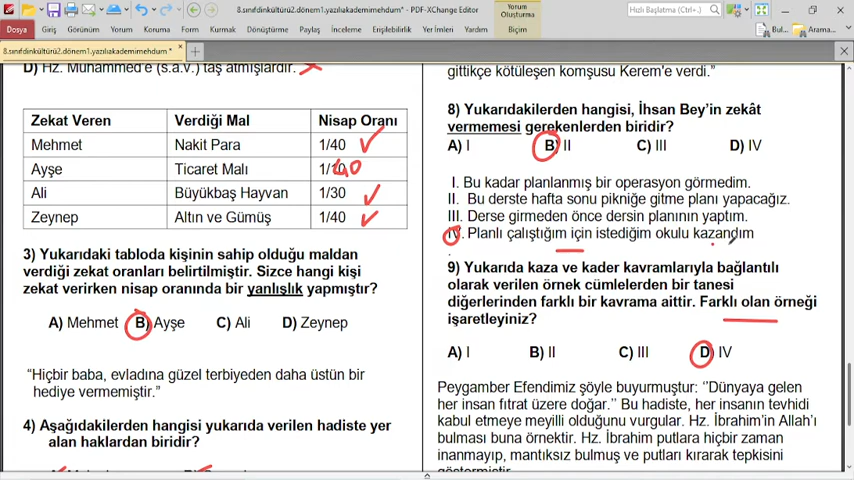 8.sınıfdinkültürü2.dönem1.yazılıakademimehdum* - PDF-XChange Editor
Yorum Oluşturma
Hızlı Başlatma (Ctrl+.)
Dosya
Giriş
Görünüm
Yorum
Koruma
Form
Kurmak
Dönüştürme
Paylaş
İnceleme
Erişilebilirlik
Yer İmleri
Yardım
Biçim
Bul...
Arama...
8.sınıfdinkültürü2.dönem1.yazılıakademimehdum *
D) Hz. Muhammed'e (s.a.v.) taş atmışlardır.
Zekat Veren Verdiği Mal Nisap Oranı
Mehmet Nakit Para 1/40
Ayşe Ticaret Malı 1/10 40
Ali Büyükbaş Hayvan 1/30
Zeynep Altın ve Gümüş 1/40
3) Yukarıdaki tabloda kişinin sahip olduğu maldan
verdiği zekat oranları belirtilmiştir. Sizce hangi kişi
zekat verirken nisap oranında bir yanlışlık yapmıştır?
A) Mehmet B) Ayşe C) Ali D) Zeynep
“Hiçbir baba, evladına güzel terbiyeden daha üstün bir
hediye vermemiştir.”
4) Aşağıdakilerden hangisi yukarıda verilen hadiste yer
alan haklardan biridir?
gittikçe kötüleşen komşusu Kerem'e verdi.”
8) Yukarıdakilerden hangisi, İhsan Bey'in zekât
vermemesi gerekenlerden biridir?
A) I B) II C) III D) IV
I. Bu kadar planlanmış bir operasyon görmedim.
II. Bu derste hafta sonu pikniğe gitme planı yapacağız.
III. Derse girmeden önce dersin planının yaptım.
IV. Planlı çalıştığım için istediğim okulu kazandım
9) Yukarıda kaza ve kader kavramlarıyla bağlantılı
olarak verilen örnek cümlelerden bir tanesi
diğerlerinden farklı bir kavrama aittir. Farklı olan örneği
işaretleyiniz?
A) I B) II C) III D) IV
Peygamber Efendimiz şöyle buyurmuştur: ‘’Dünyaya gelen
her insan fıtrat üzere doğar.’’ Bu hadiste, her insanın tevhidi
kabul etmeye meyilli olduğunu vurgular. Hz. İbrahim'in Allah'ı
bulması buna örnektir. Hz. İbrahim putlara hiçbir zaman
inanmayıp, mantıksız bulmuş ve putları kırarak tepkisini
göstermiştir.